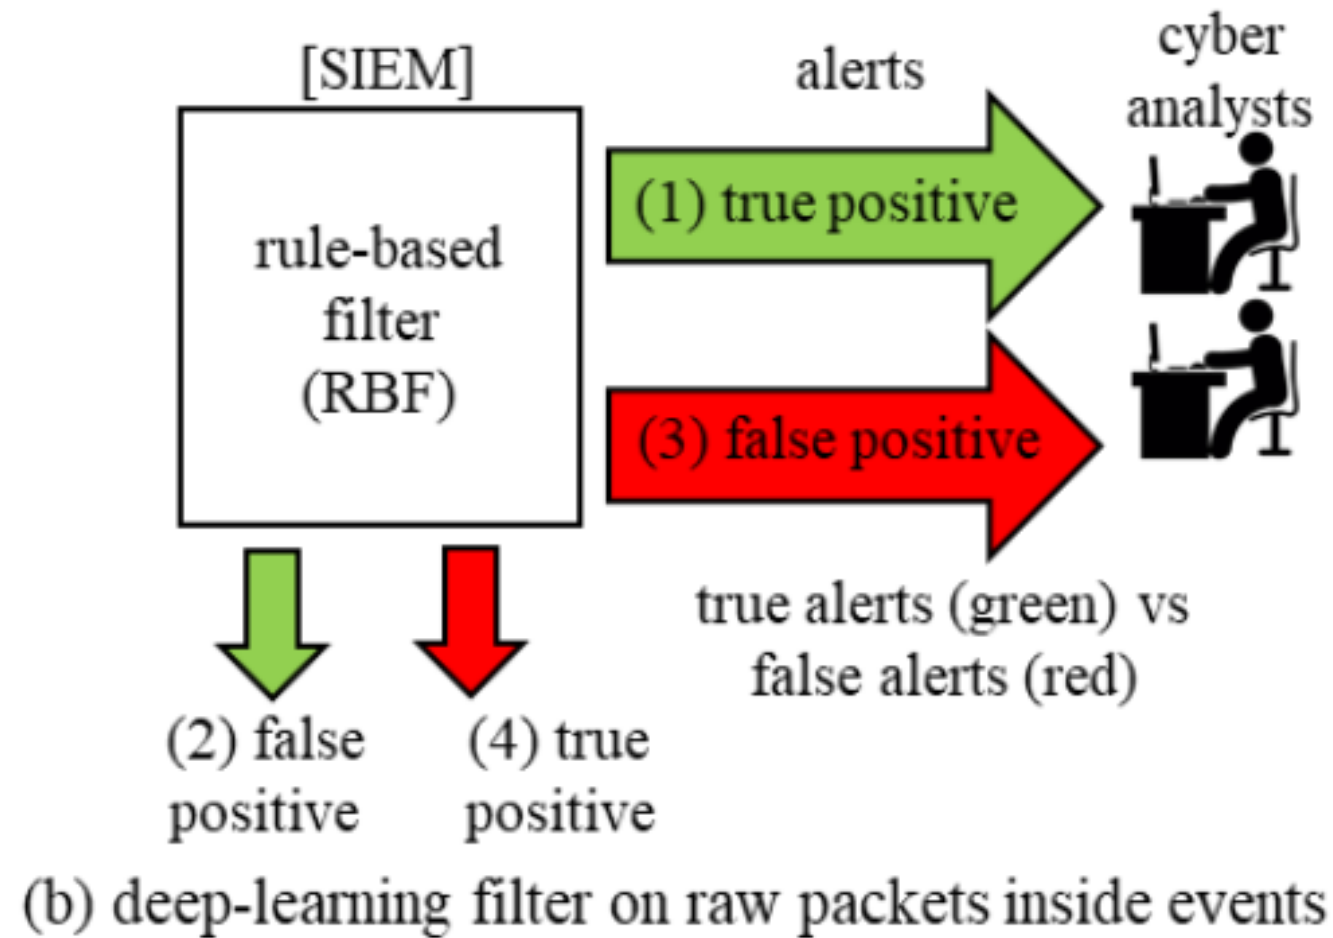 [SIEM]
alerts
cyber
analysts
rule-based
filter
(RBF)
(1) true positive
(3) false positive
true alerts (green) vs
false alerts (red)
(2) false
positive
(4) true
positive
(b) deep-learning filter on raw packets inside events